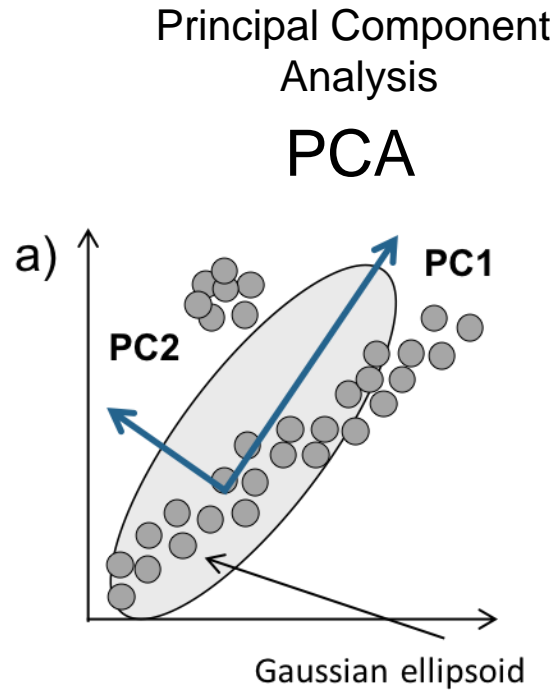 Principal Component
Analysis
PCA
a)
PC1
PC2
Gaussian ellipsoid